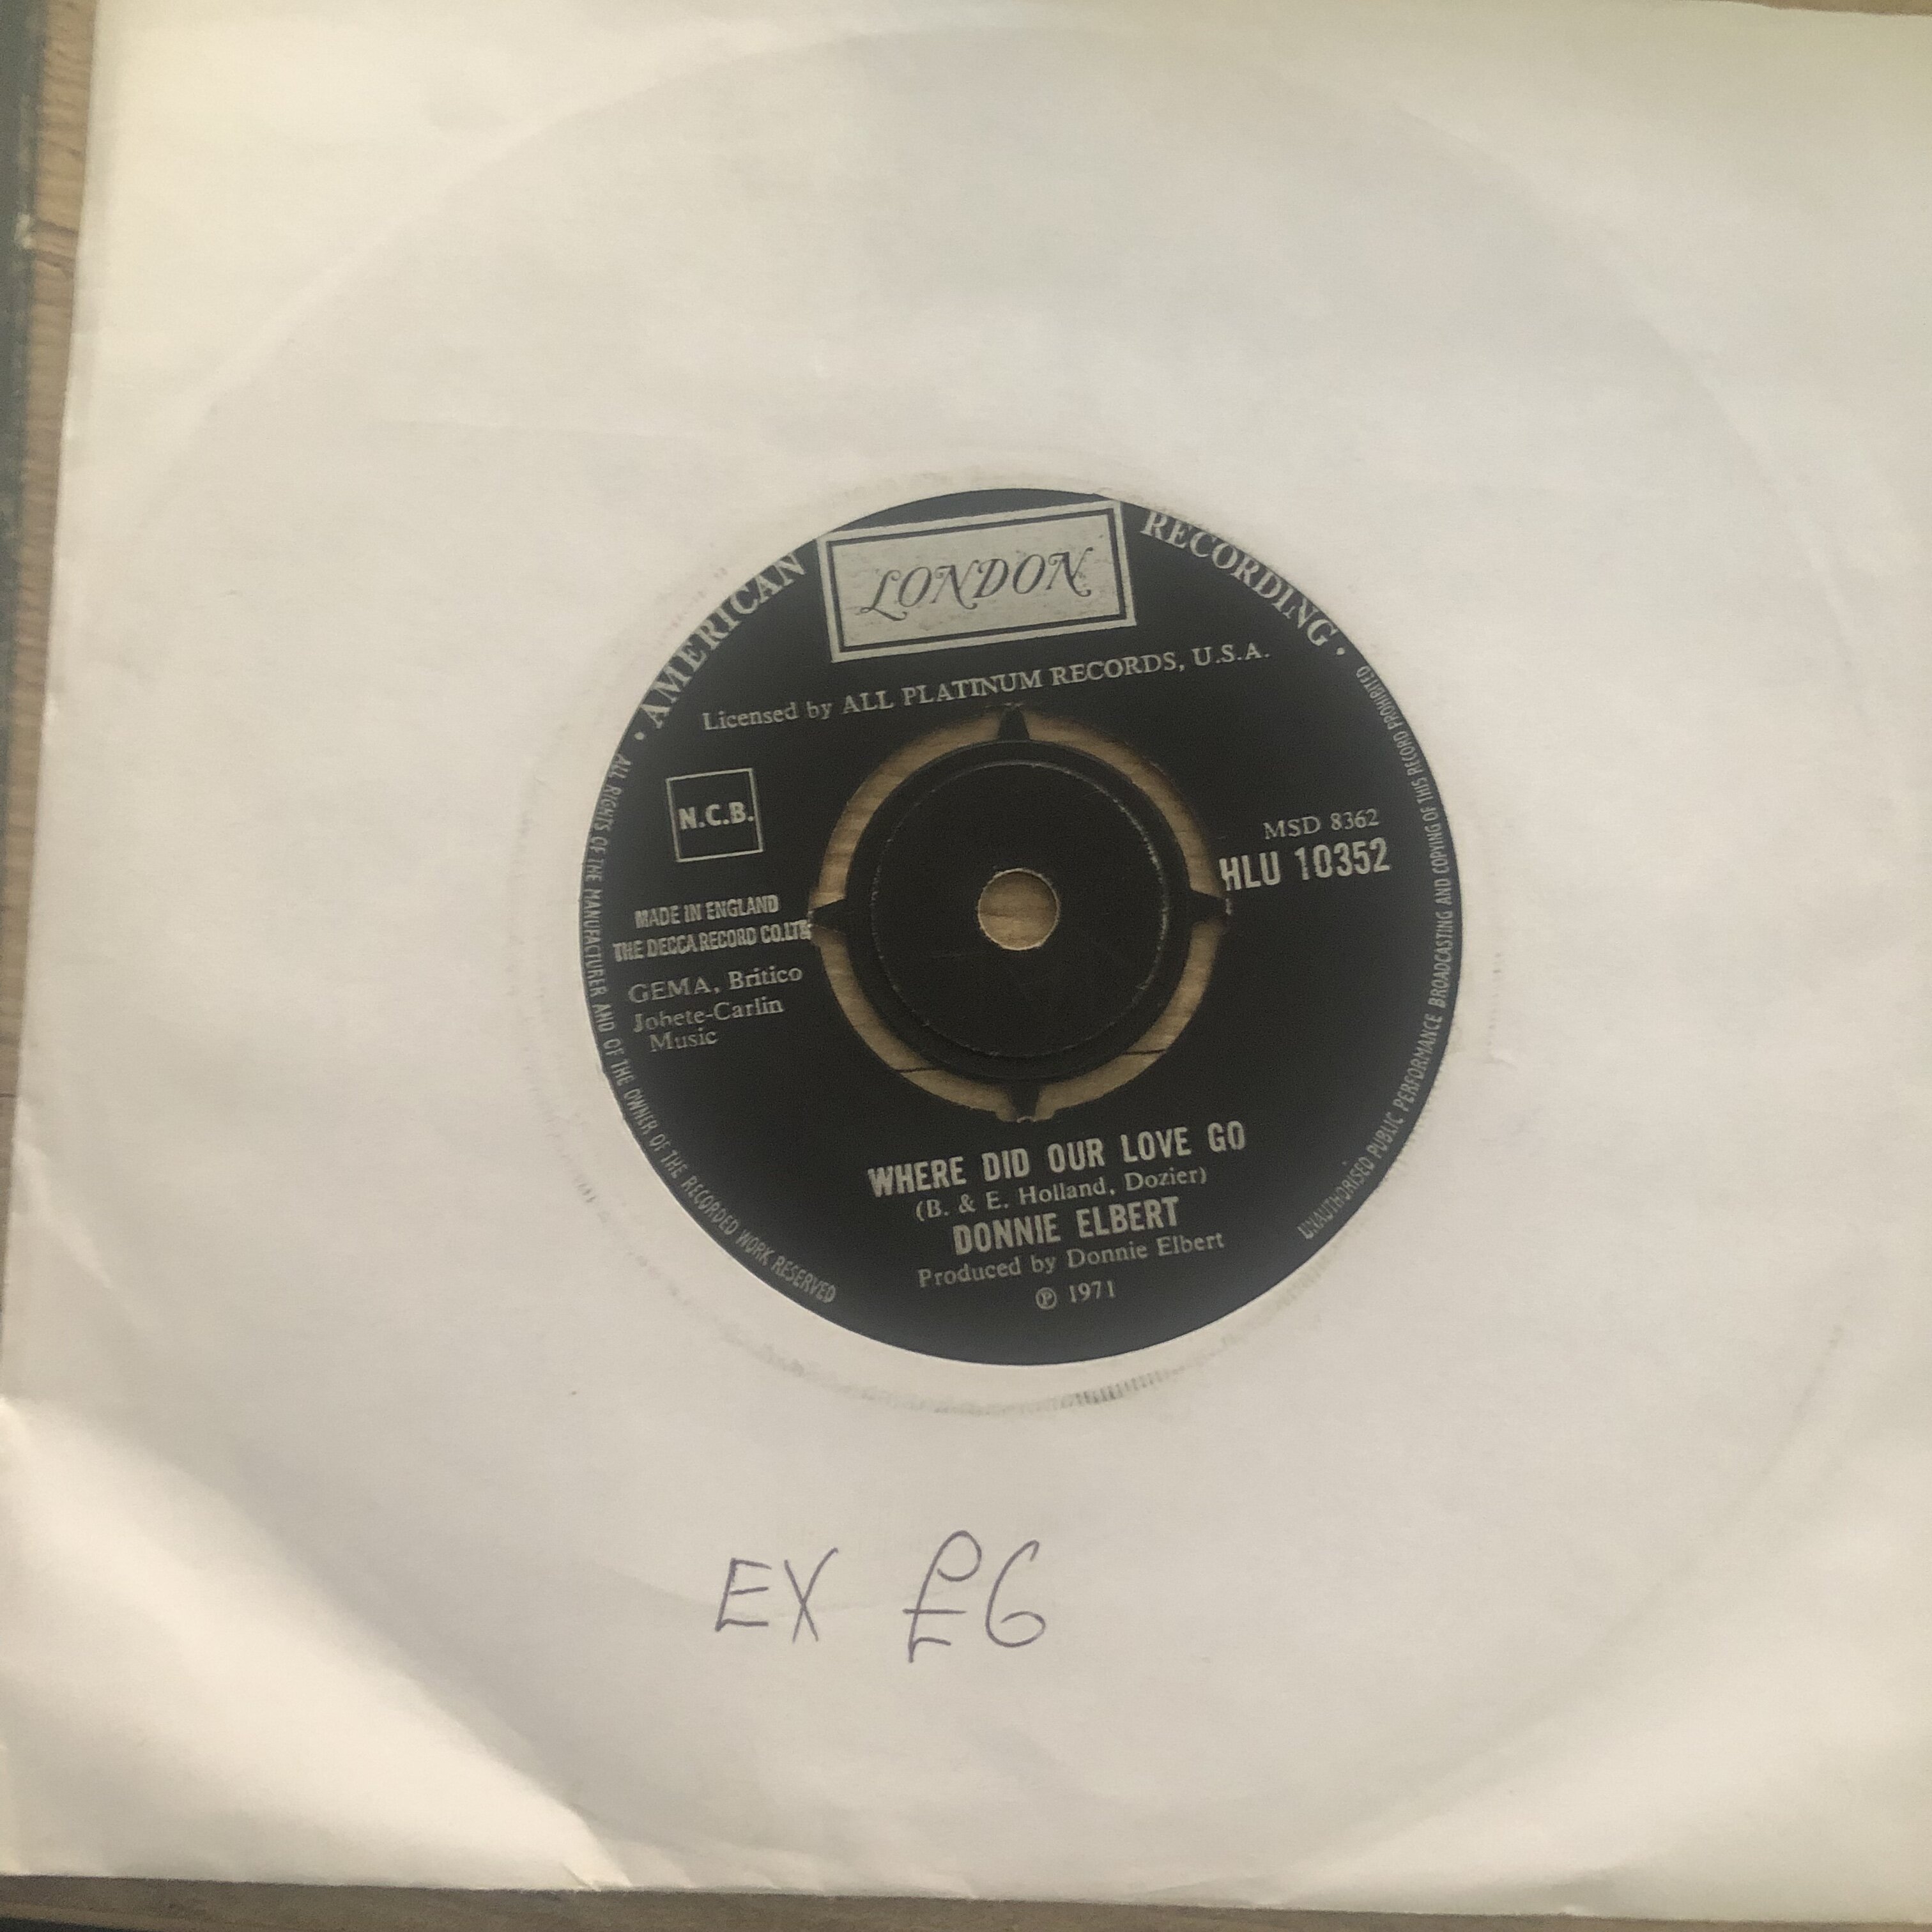 AMERICAN RECORDING
LONDON
Licensed by ALL PLATINUM RECORDS, U.S.A.
N.C.B.
MSD 8362
HLU 10352
MADE IN ENGLAND
THE DECCA RECORD CO.LTD.
GEMA, Britico
Jobete-Carlin
Music
WHERE DID OUR LOVE GO
(B. & E. Holland, Dozier)
DONNIE ELBERT
Produced by Donnie Elbert
℗ 1971
ALL RIGHTS OF THE MANUFACTURER AND OF THE OWNER OF THE RECORDED WORK RESERVED
UNAUTHORISED PUBLIC PERFORMANCE BROADCASTING AND COPYING OF THIS RECORD PROHIBITED
EX £6